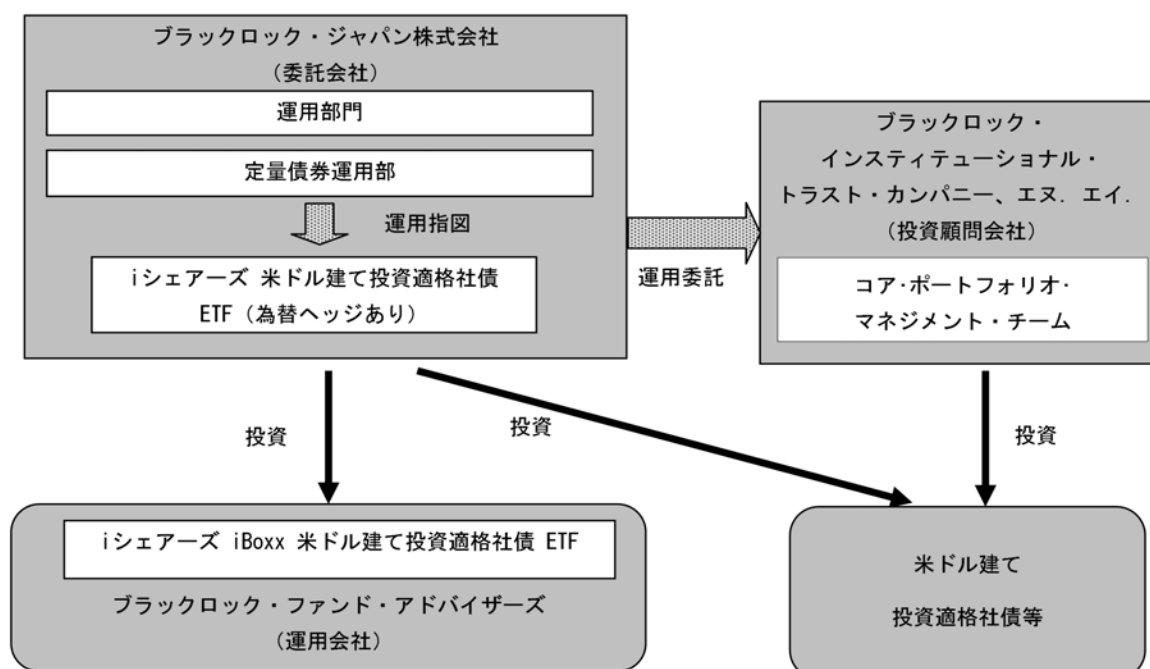 ブラックロック・ジャパン株式会社
(委託会社)
運用部門
定量債券運用部
運用指図
iシェアーズ 米ドル建て投資適格社債
ETF(為替ヘッジあり)
運用委託
ブラックロック・
インスティテューショナル・
トラスト・カンパニー、エヌ. エイ.
(投資顧問会社)
コア・ポートフォリオ・
マネジメント・チーム
投資
投資
投資
iシェアーズ iBoxx 米ドル建て投資適格社債 ETF
ブラックロック・ファンド・アドバイザーズ
(運用会社)
米ドル建て
投資適格社債等